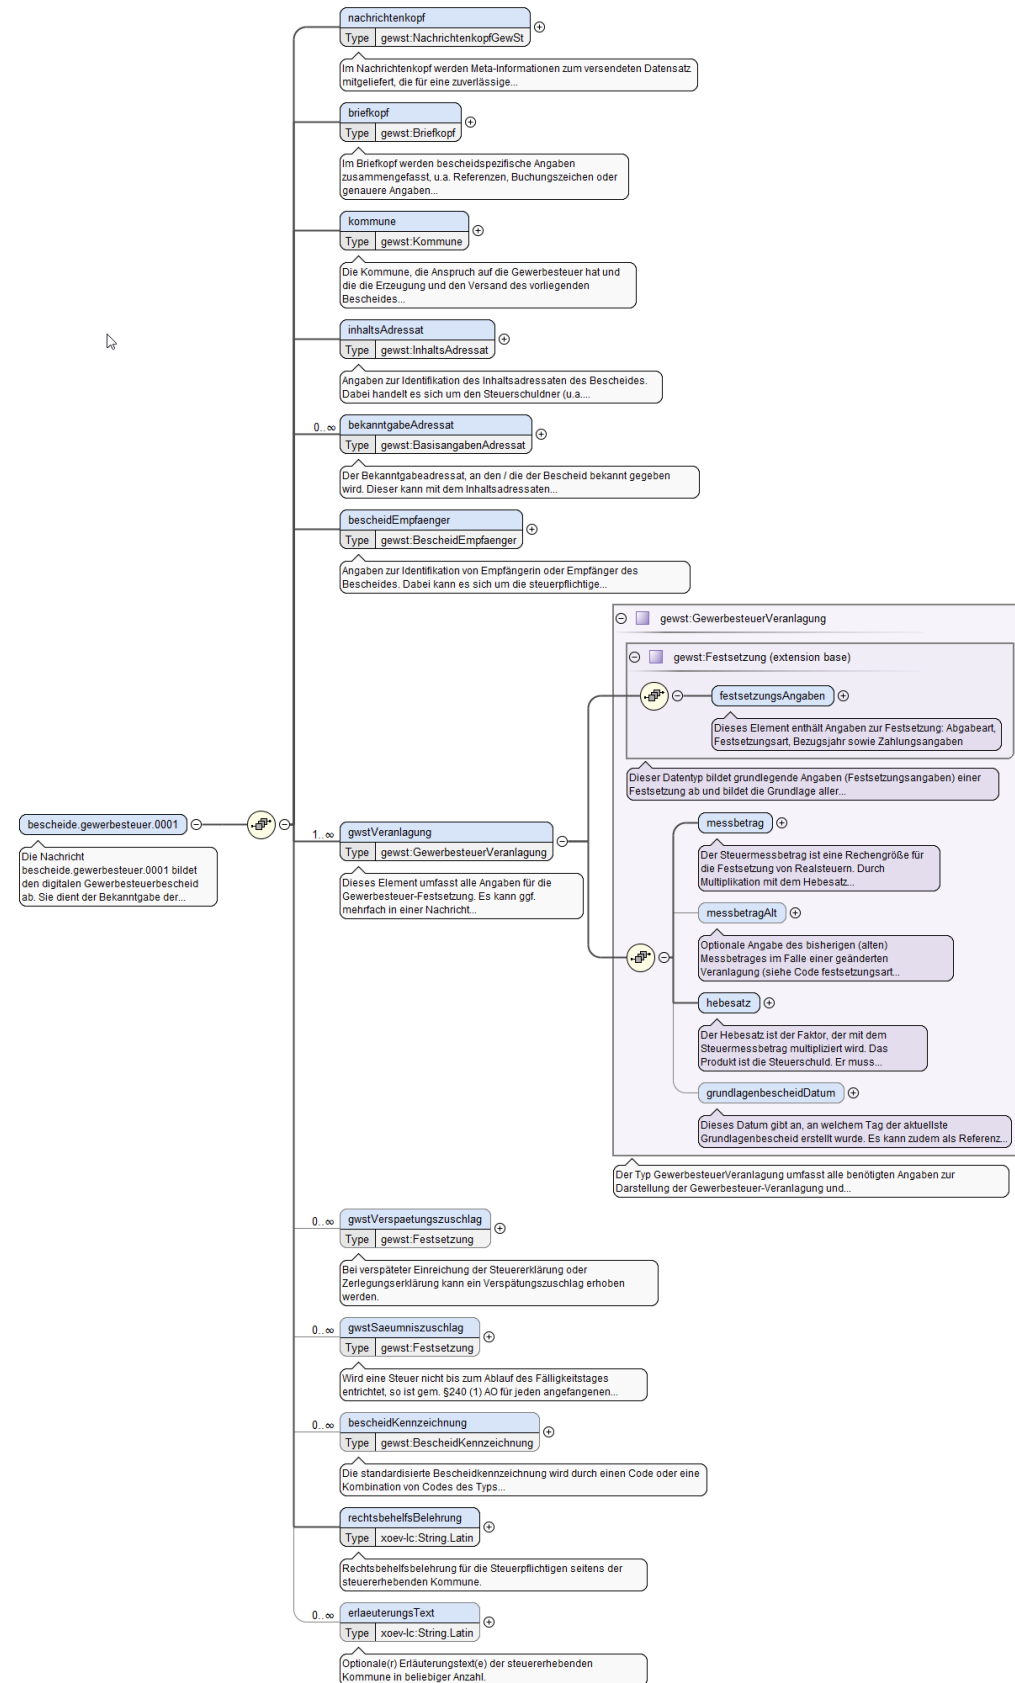 nachrichtenkopf
Type gewst:NachrichtenkopfGewSt
Im Nachrichtenkopf werden Meta-Informationen zum versendeten Datensatz
mitgeliefert, die für eine zuverlässige...
briefkopf
Type gewst:Briefkopf
Im Briefkopf werden bescheidspezifische Angaben
zusammengefasst, u.a. Referenzen, Buchungszeichen oder
genauere Angaben...
kommune
Type gewst:Kommune
Die Kommune, die Anspruch auf die Gewerbesteuer hat und
die die Erzeugung und den Versand des vorliegenden
Bescheides...
inhaltsAdressat
Type gewst:InhaltsAdressat
Angaben zur Identifikation des Inhaltsadressaten des Bescheides.
Dabei handelt es sich um den Steuerschuldner (u.a....
0..∞ bekanntgabeAdressat
Type gewst:BasisangabenAdressat
Der Bekanntgabeadressat, an den / die der Bescheid bekannt gegeben
wird. Dieser kann mit dem Inhaltsadressaten...
bescheidEmpfaenger
Type gewst:BescheidEmpfaenger
Angaben zur Identifikation von Empfängerin oder Empfänger des
Bescheides. Dabei kann es sich um die steuerpflichtige...
bescheide.gewerbesteuer.0001
Die Nachricht
bescheide.gewerbesteuer.0001 bildet
den digitalen Gewerbesteuerbescheid
ab. Sie dient der Bekanntgabe der...
1..∞ gwstVeranlagung
Type gewst:GewerbesteuerVeranlagung
Dieses Element umfasst alle Angaben für die
Gewerbesteuer-Festsetzung. Es kann ggf.
mehrfach in einer Nachricht...
gewst:GewerbesteuerVeranlagung
gewst:Festsetzung (extension base)
festsetzungsAngaben
Dieses Element enthält Angaben zur Festsetzung: Abgabeart,
Festsetzungsart, Bezugsjahr sowie Zahlungsangaben
Dieser Datentyp bildet grundlegende Angaben (Festsetzungsangaben) einer
Festsetzung ab und bildet die Grundlage aller...
messbetrag
Der Steuermessbetrag ist eine Rechengröße für
die Festsetzung von Realsteuern. Durch
Multiplikation mit dem Hebesatz...
messbetragAlt
Optionale Angabe des bisherigen (alten)
Messbetrages im Falle einer geänderten
Veranlagung (siehe Code festsetzungsart...
hebesatz
Der Hebesatz ist der Faktor, der mit dem
Steuermessbetrag multipliziert wird. Das
Produkt ist die Steuerschuld. Er muss...
grundlagenbescheidDatum
Dieses Datum gibt an, an welchem Tag der aktuellste
Grundlagenbescheid erstellt wurde. Es kann zudem als Referenz...
Der Typ GewerbesteuerVeranlagung umfasst alle benötigten Angaben zur
Darstellung der Gewerbesteuer-Veranlagung und...
0..∞ gwstVerspaetungszuschlag
Type gewst:Festsetzung
Bei verspäteter Einreichung der Steuererklärung oder
Zerlegungserklärung kann ein Verspätungszuschlag erhoben
werden.
0..∞ gwstSaeumniszuschlag
Type gewst:Festsetzung
Wird eine Steuer nicht bis zum Ablauf des Fälligkeitstages
entrichtet, so ist gem. §240 (1) AO für jeden angefangenen...
0..∞ bescheidKennzeichnung
Type gewst:BescheidKennzeichnung
Die standardisierte Bescheidkennzeichnung wird durch einen Code oder eine
Kombination von Codes des Typs...
rechtsbehelfsBelehrung
Type xoev-lc:String.Latin
Rechtsbehelfsbelehrung für die Steuerpflichtigen seitens der
steuererhebenden Kommune.
0..∞ erlaeuterungsText
Type xoev-lc:String.Latin
Optionale(r) Erläuterungstext(e) der steuererhebenden
Kommune in beliebiger Anzahl.